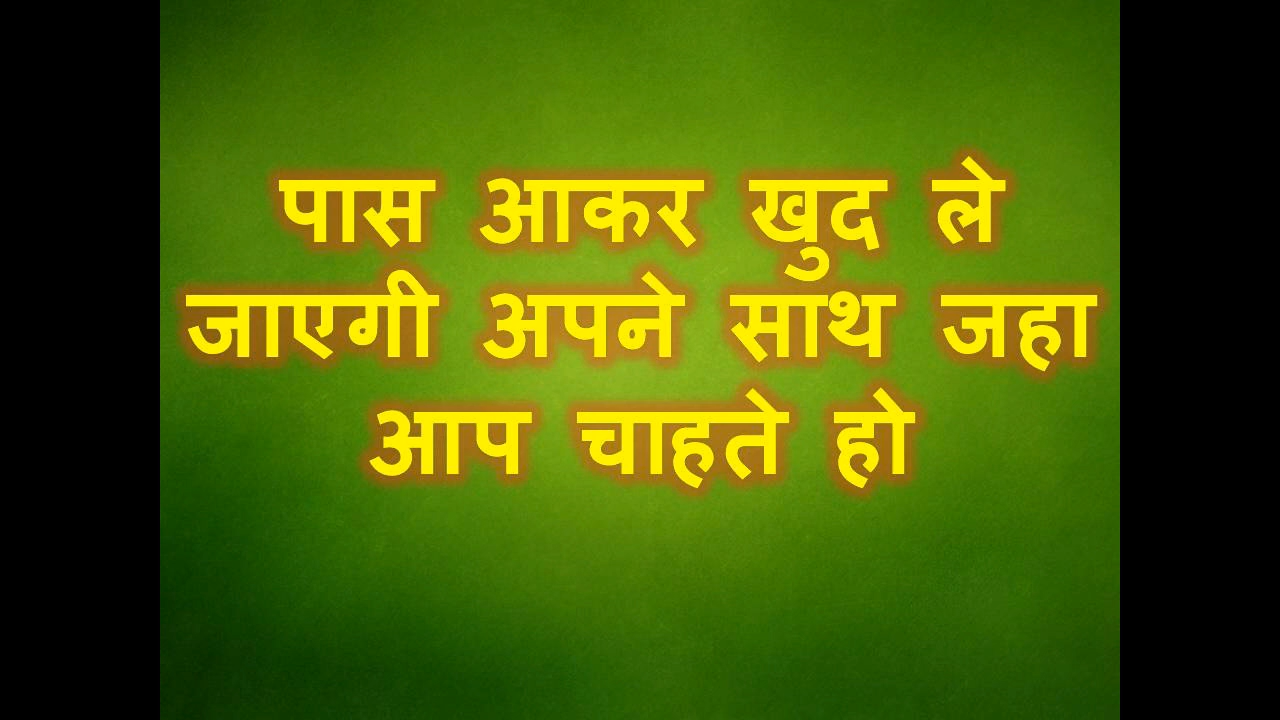 पास आकर खुद ले
जाएगी अपने साथ जहा
आप चाहते हो